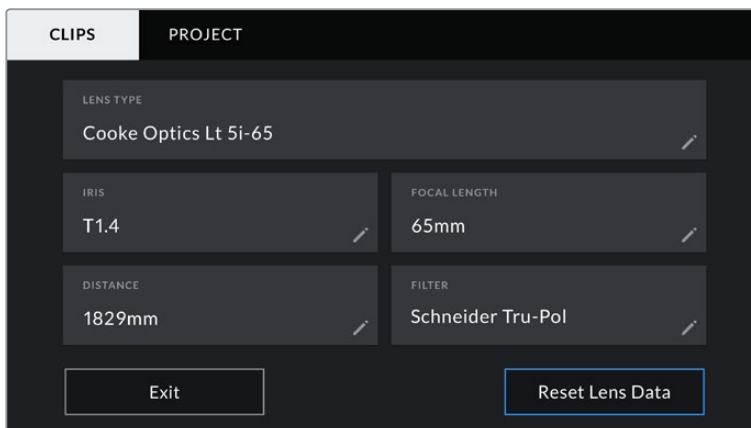 CLIPS PROJECT
LENS TYPE
Cooke Optics Lt 5i-65
IRIS FOCAL LENGTH
T1.4 65mm
DISTANCE FILTER
1829mm Schneider Tru-Pol
Exit Reset Lens Data